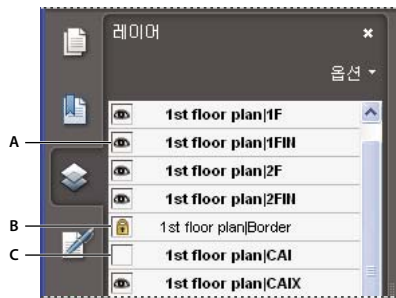 레이어
옵션
1st floor plan|1F
A
1st floor plan|1FIN
1st floor plan|2F
1st floor plan|2FIN
B
1st floor plan|Border
C
1st floor plan|CAI
1st floor plan|CAIX